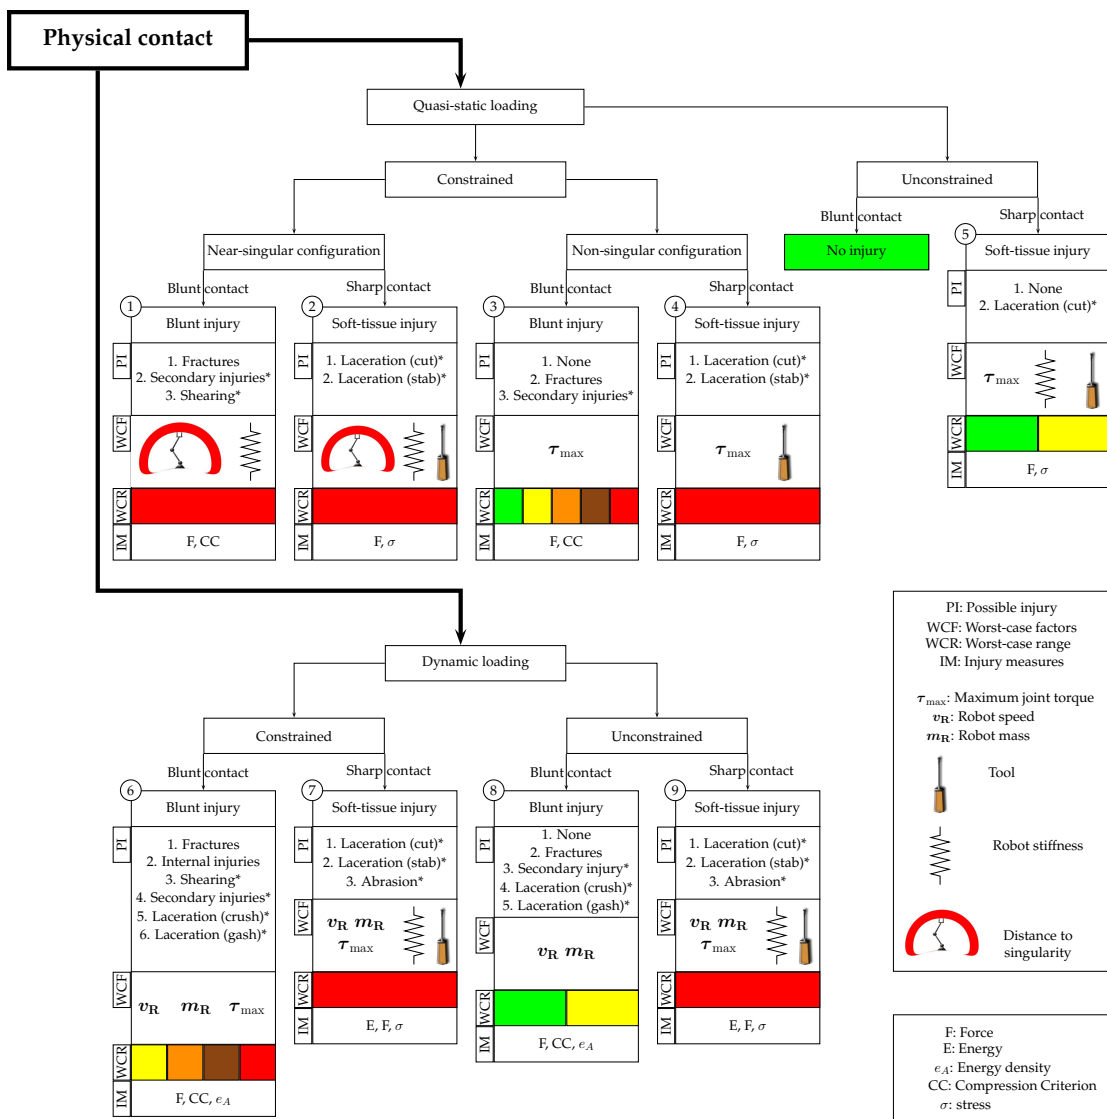 Physical contact
Quasi-static loading
Constrained
Unconstrained
Near-singular configuration
Non-singular configuration
Blunt contact
No injury
Sharp contact
5
Soft-tissue injury
PI
1. None
2. Laceration (cut)*
WCF
τmax
WCR
IM
F, σ
Blunt contact
1
Blunt injury
PI
1. Fractures
2. Secondary injuries*
3. Shearing*
WCF
WCR
IM
F, CC
Sharp contact
2
Soft-tissue injury
1. Laceration (cut)*
2. Laceration (stab)*
F, σ
Blunt contact
3
Blunt injury
PI
1. None
2. Fractures
3. Secondary injuries*
WCF
τmax
WCR
IM
F, CC
Sharp contact
4
Soft-tissue injury
1. Laceration (cut)*
2. Laceration (stab)*
τmax
F, σ
Dynamic loading
Constrained
Unconstrained
Blunt contact
6
Blunt injury
PI
1. Fractures
2. Internal injuries
3. Shearing*
4. Secondary injuries*
5. Laceration (crush)*
6. Laceration (gash)*
WCF
vR mR τmax
WCR
IM
F, CC, eA
Sharp contact
7
Soft-tissue injury
PI
1. Laceration (cut)*
2. Laceration (stab)*
3. Abrasion*
WCF
vR mR
τmax
WCR
IM
E, F, σ
Blunt contact
8
Blunt injury
PI
1. None
2. Fractures
3. Secondary injury*
4. Laceration (crush)*
5. Laceration (gash)*
WCF
vR mR
WCR
IM
F, CC, eA
Sharp contact
9
Soft-tissue injury
PI
1. Laceration (cut)*
2. Laceration (stab)*
3. Abrasion*
WCF
vR mR
τmax
WCR
IM
E, F, σ
PI: Possible injury
WCF: Worst-case factors
WCR: Worst-case range
IM: Injury measures
τmax: Maximum joint torque
vR: Robot speed
mR: Robot mass
Tool
Robot stiffness
Distance to
singularity
F: Force
E: Energy
eA: Energy density
CC: Compression Criterion
σ: stress